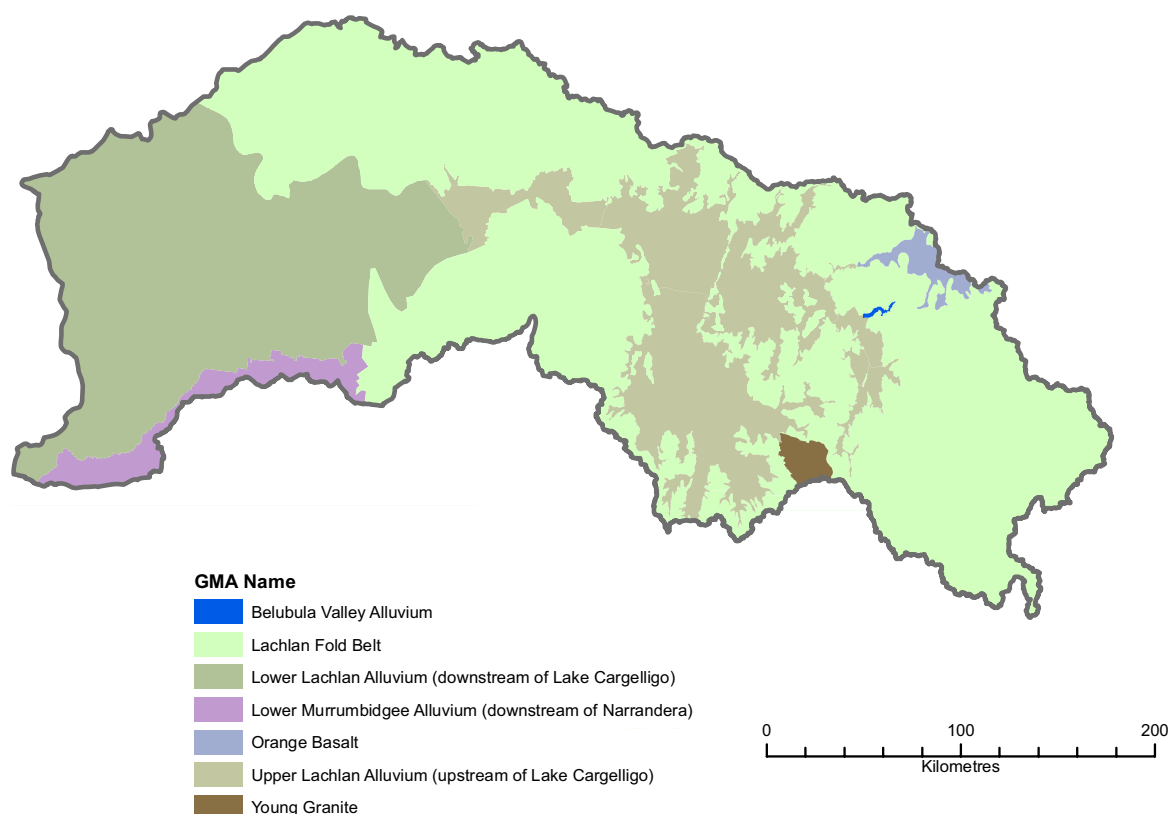 GMA Name
Belubula Valley Alluvium
Lachlan Fold Belt
Lower Lachlan Alluvium (downstream of Lake Cargelligo)
Lower Murrumbidgee Alluvium (downstream of Narrandera)
Orange Basalt
Upper Lachlan Alluvium (upstream of Lake Cargelligo)
Young Granite
0 100 200
Kilometres